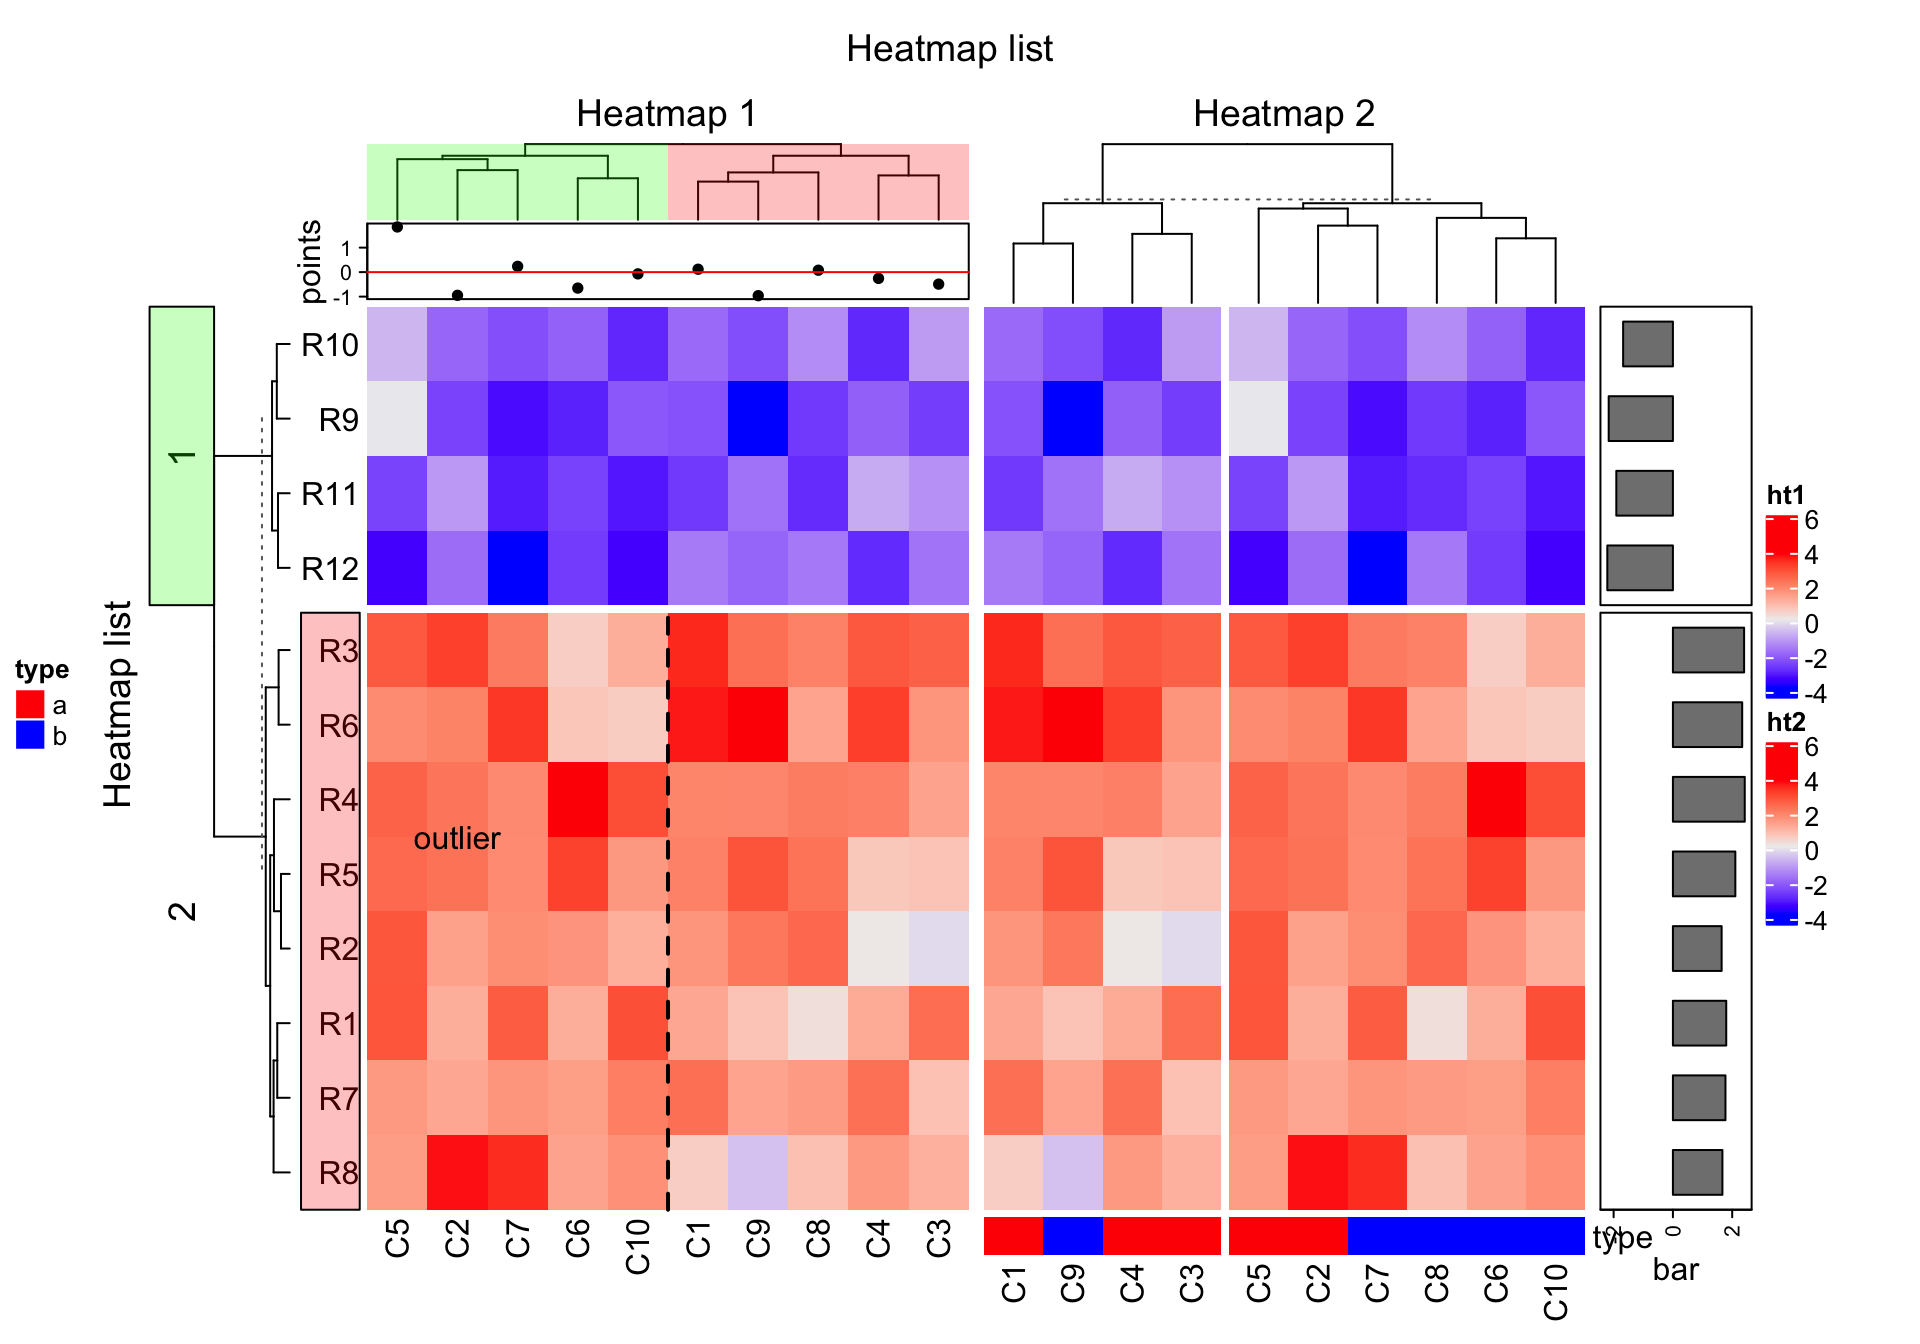 Heatmap list
Heatmap 1
Heatmap 2
points
1
0
-1
Heatmap list
1
2
R10
R9
R11
R12
R3
R6
R4
R5
R2
R1
R7
R8
outlier
type
a
b
C5 C2 C7 C6 C10 C1 C9 C8 C4 C3
C1 C9 C4 C3 C5 C2 C7 C8 C6 C10
type
-2 0 2
bar
ht1
6
4
2
0
-2
-4
ht2
6
4
2
0
-2
-4